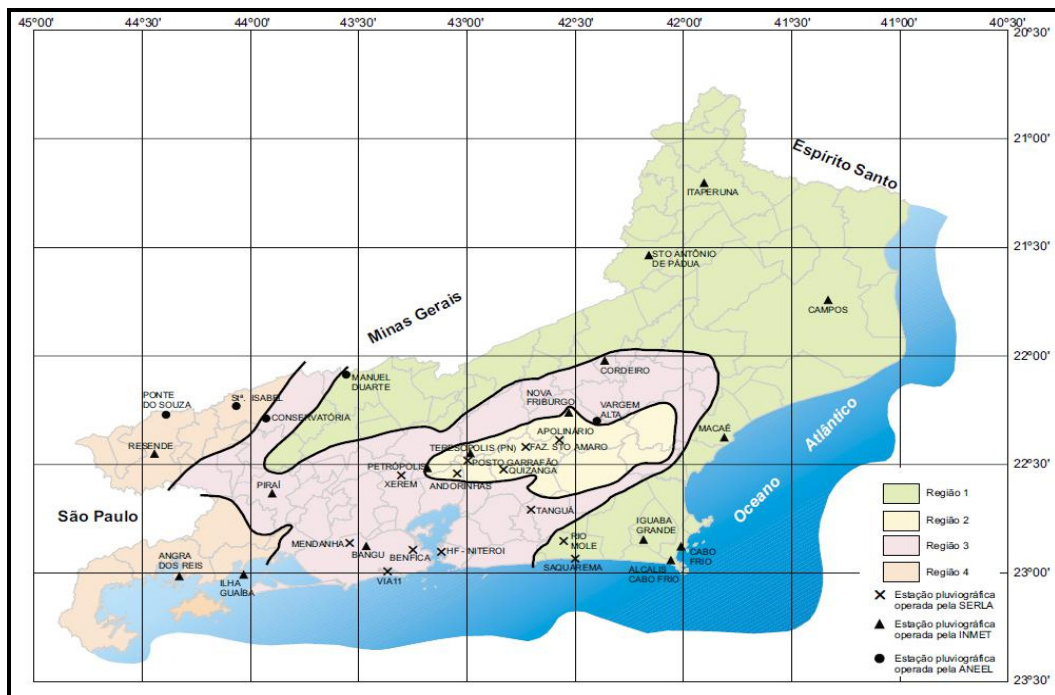 45°00' 44°30' 44°00' 43°30' 43°00' 42°30' 42°00' 41°30' 41°00' 40°30'
20°30'
21°00'
Espírito Santo
ITAPERUNA
21°30'
STO ANTÔNIO
DE PÁDUA
CAMPOS
Minas Gerais
22°00'
CORDEIRO
MANUEL
DUARTE
PONTE
DO SOUZA
Stª. ISABEL
CONSERVATÓRIA
NOVA
FRIBURGO
VARGEM
ALTA
APOLINÁRIO
MACAÉ
Atlântico
RESENDE
TERESÓPOLIS (PN)
FAZ. STO AMARO
POSTO GARRAFÃO
PETRÓPOLIS
QUIZANGA
22°30'
XEREM
ANDORINHAS
PIRAÍ
São Paulo
TANGUÁ
Oceano
IGUABA
GRANDE
RIO
MOLE
MENDANHA
BANGU
BENFICA
HF - NITEROI
CABO
FRIO
ANGRA
DOS REIS
ILHA
GUAÍBA
VIA11
SAQUAREMA
ALCALIS
CABO FRIO
23°00'
Região 1
Região 2
Região 3
Região 4
Estação pluviográfica
operada pela SERLA
Estação pluviográfica
operada pela INMET
Estação pluviográfica
operada pela ANEEL
23°30'